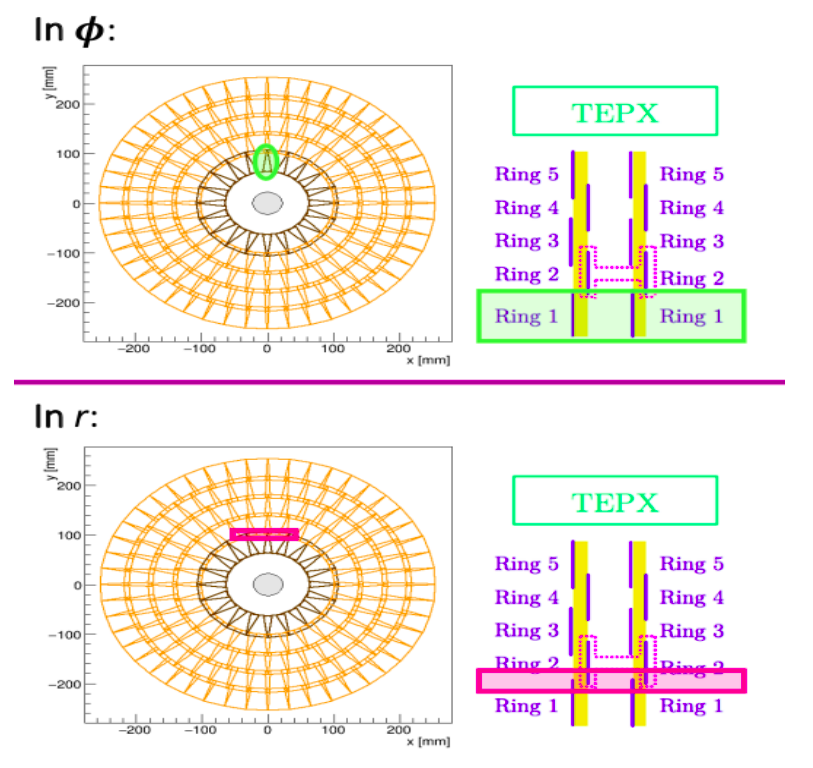 In ϕ:
y [mm]
200
100
0
−100
−200
−200 −100 0 100 200
x [mm]
TEPX
Ring 5 Ring 5
Ring 4 Ring 4
Ring 3 Ring 3
Ring 2 Ring 2
Ring 1 Ring 1
In r:
y [mm]
200
100
0
−100
−200
−200 −100 0 100 200
x [mm]
TEPX
Ring 5 Ring 5
Ring 4 Ring 4
Ring 3 Ring 3
Ring 2 Ring 2
Ring 1 Ring 1